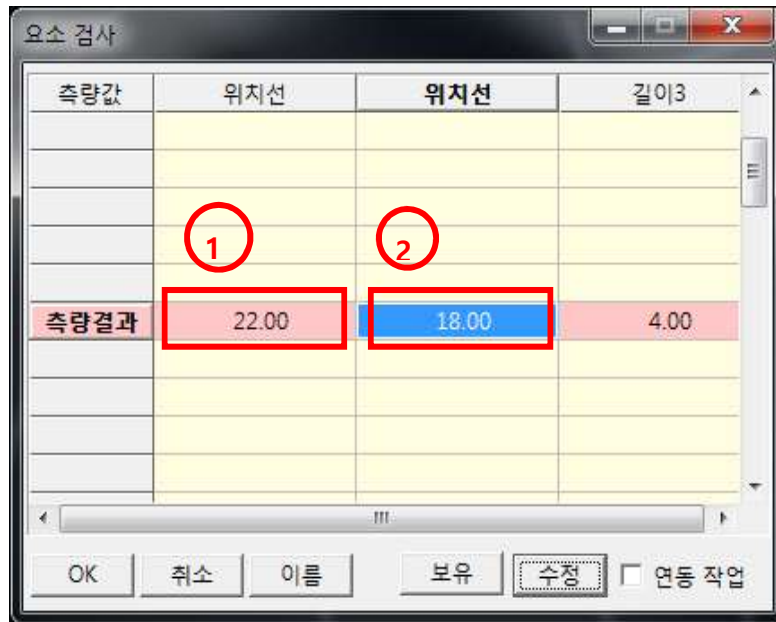 요소 검사
측량값 위치선 위치선 길이3
1 2
측량결과 22.00 18.00 4.00
OK 취소 이름 보유 수정 연동 작업